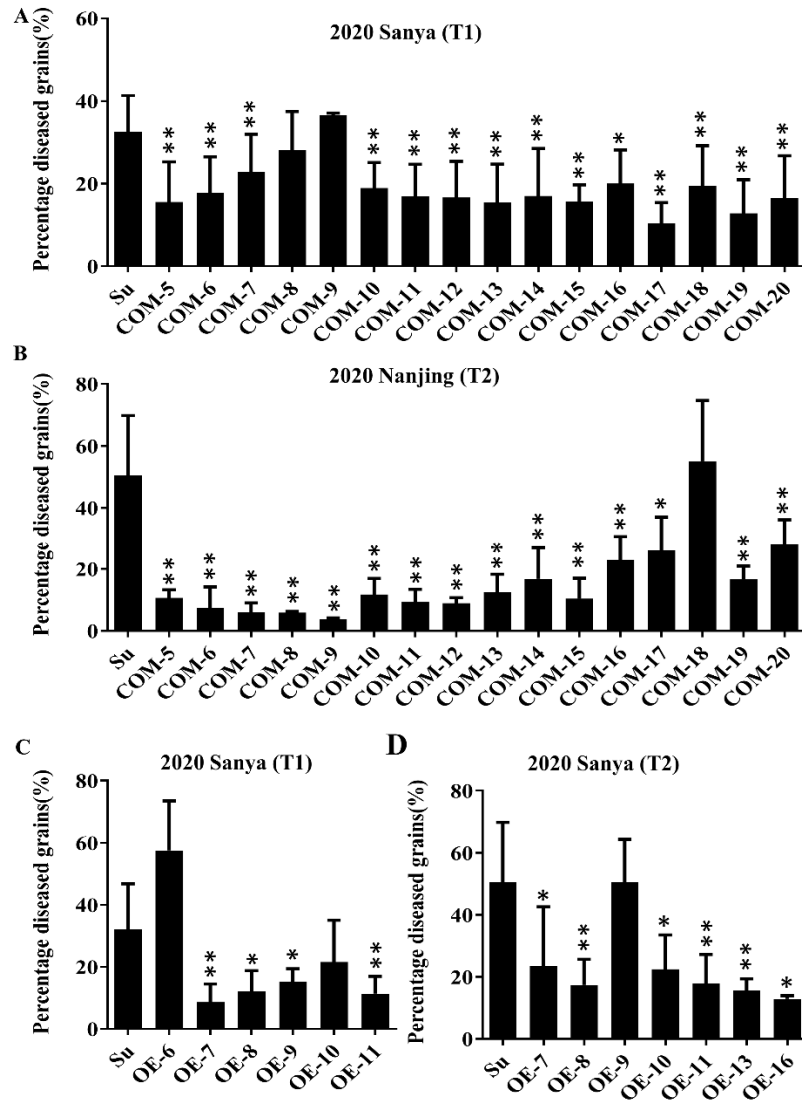 A
2020 Sanya (T1)
Percentage diseased grains(%)
60
40
20
0
** ** ** ** ** ** ** ** ** * ** ** ** **
Su COM-5 COM-6 COM-7 COM-8 COM-9 COM-10 COM-11 COM-12 COM-13 COM-14 COM-15 COM-16 COM-17 COM-18 COM-19 COM-20
B
2020 Nanjing (T2)
Percentage diseased grains(%)
80
60
40
20
0
** ** ** ** ** ** ** ** ** ** ** ** * ** **
Su COM-5 COM-6 COM-7 COM-8 COM-9 COM-10 COM-11 COM-12 COM-13 COM-14 COM-15 COM-16 COM-17 COM-18 COM-19 COM-20
C
2020 Sanya (T1)
Percentage diseased grains(%)
80
60
40
20
0
** * * **
Su OE-6 OE-7 OE-8 OE-9 OE-10 OE-11
D
2020 Sanya (T2)
Percentage diseased grains(%)
80
60
40
20
0
* ** * ** ** *
Su OE-7 OE-8 OE-9 OE-10 OE-11 OE-13 OE-16